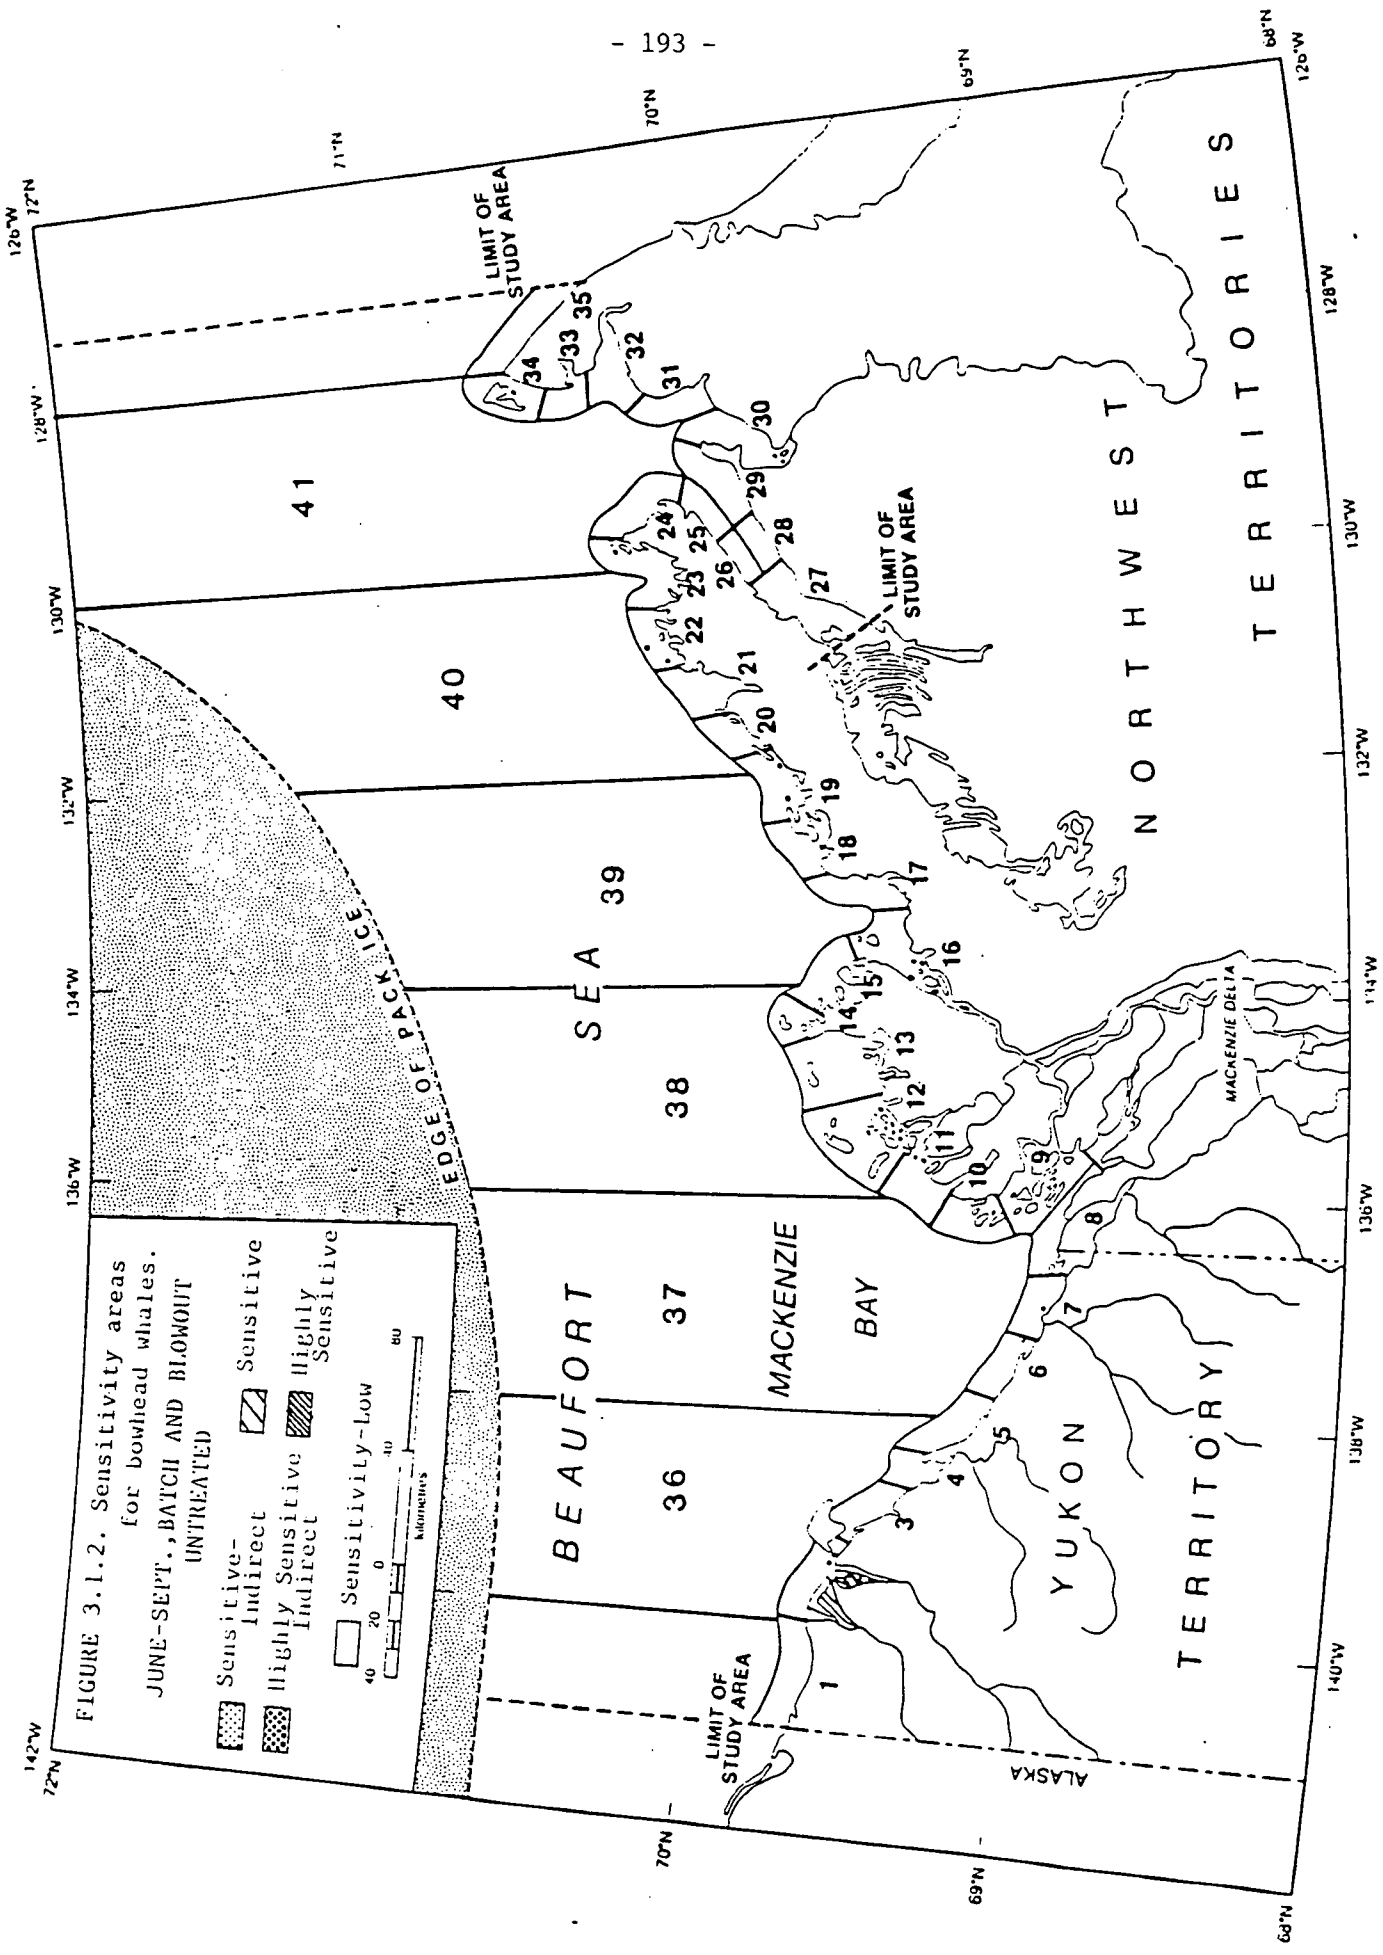 - 193 -
FIGURE 3.1.2. Sensitivity areas
for bowhead whales.
JUNE-SEPT.,BATCH AND BLOWOUT
UNTREATED
Sensitive-
Indirect
Sensitive
Highly Sensitive
Indirect
Highly
Sensitive
Sensitivity-Low
40 20 0 40 80
kilometres
142°W
72°N
136°W
134°W
132°W
130°W
128°W
126°W
72°N
71°N
70°N
69°N
68°N
126°W
128°W
130°W
132°W
134°W
136°W
138°W
140°W
68°N
69°N
70°N
EDGE OF PACK ICE
BEAUFORT SEA
MACKENZIE
BAY
36
37
38
39
40
41
LIMIT OF
STUDY AREA
LIMIT OF
STUDY AREA
LIMIT OF
STUDY AREA
1
3
4
5
6
7
8
9
10
11
12
13
14
15
16
17
18
19
20
21
22
23
24
25
26
27
28
29
30
31
32
33
34
35
ALASKA
YUKON
TERRITORY
MACKENZIE DELTA
NORTHWEST
TERRITORIES